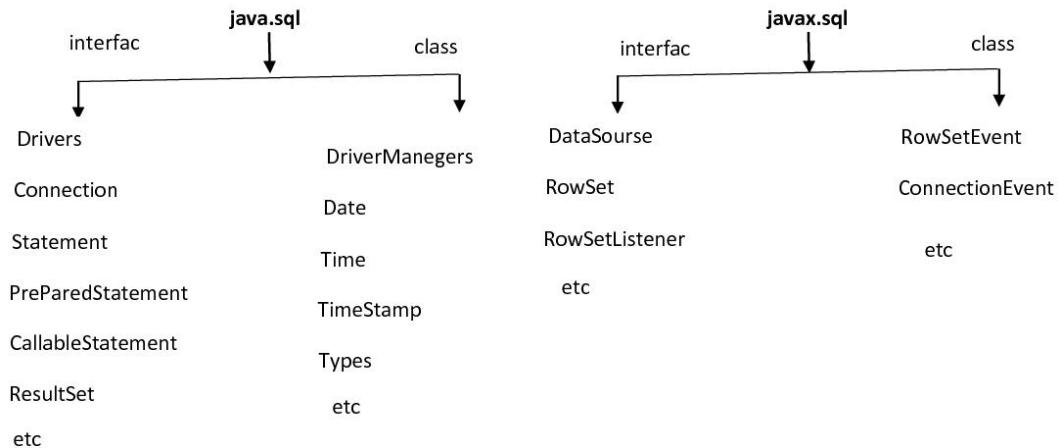 java.sql
interfac
class
Drivers
Connection
Statement
PreParedStatement
CallableStatement
ResultSet
etc
DriverManegers
Date
Time
TimeStamp
Types
etc
javax.sql
interfac
class
DataSourse
RowSet
RowSetListener
etc
RowSetEvent
ConnectionEvent
etc